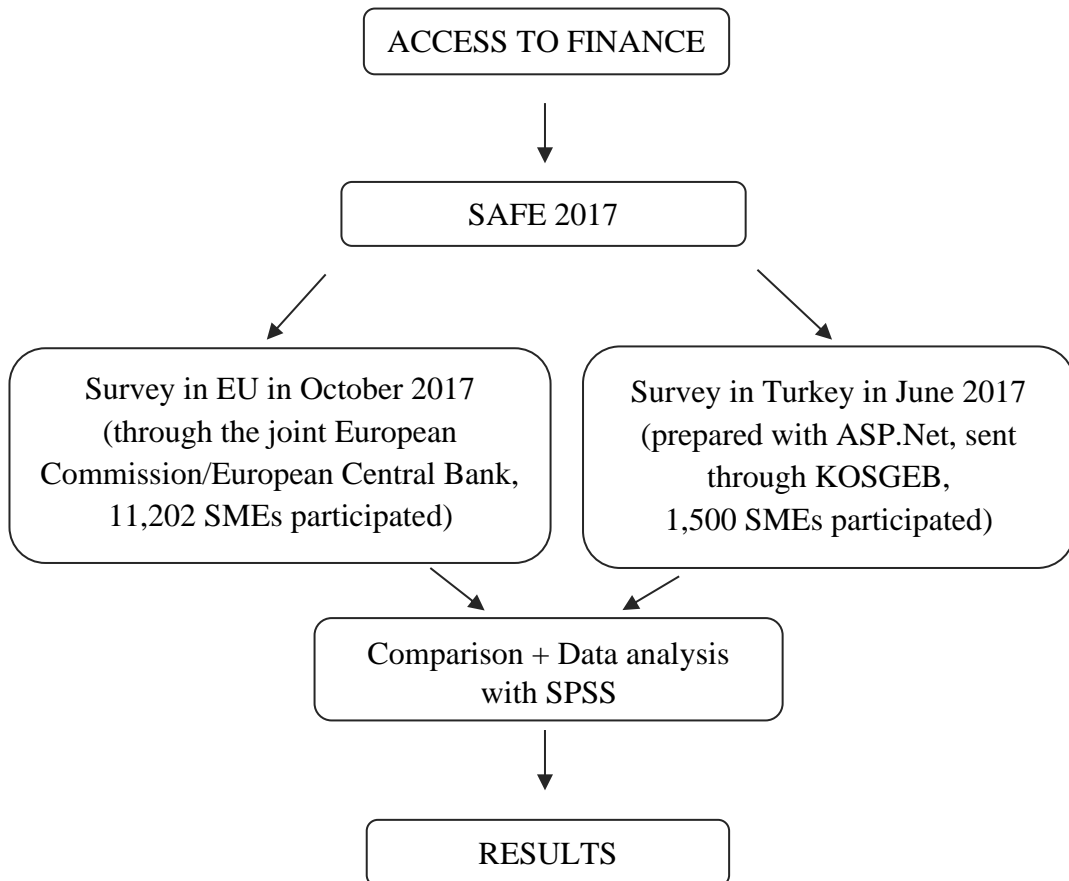 ACCESS TO FINANCE
SAFE 2017
Survey in EU in October 2017
(through the joint European
Commission/European Central Bank,
11,202 SMEs participated)
Survey in Turkey in June 2017
(prepared with ASP.Net, sent
through KOSGEB,
1,500 SMEs participated)
Comparison + Data analysis
with SPSS
RESULTS